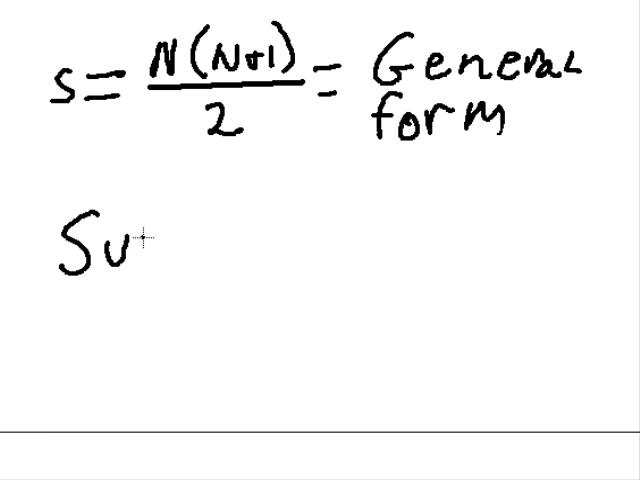 S = N(N+1)/2 = General form
Su